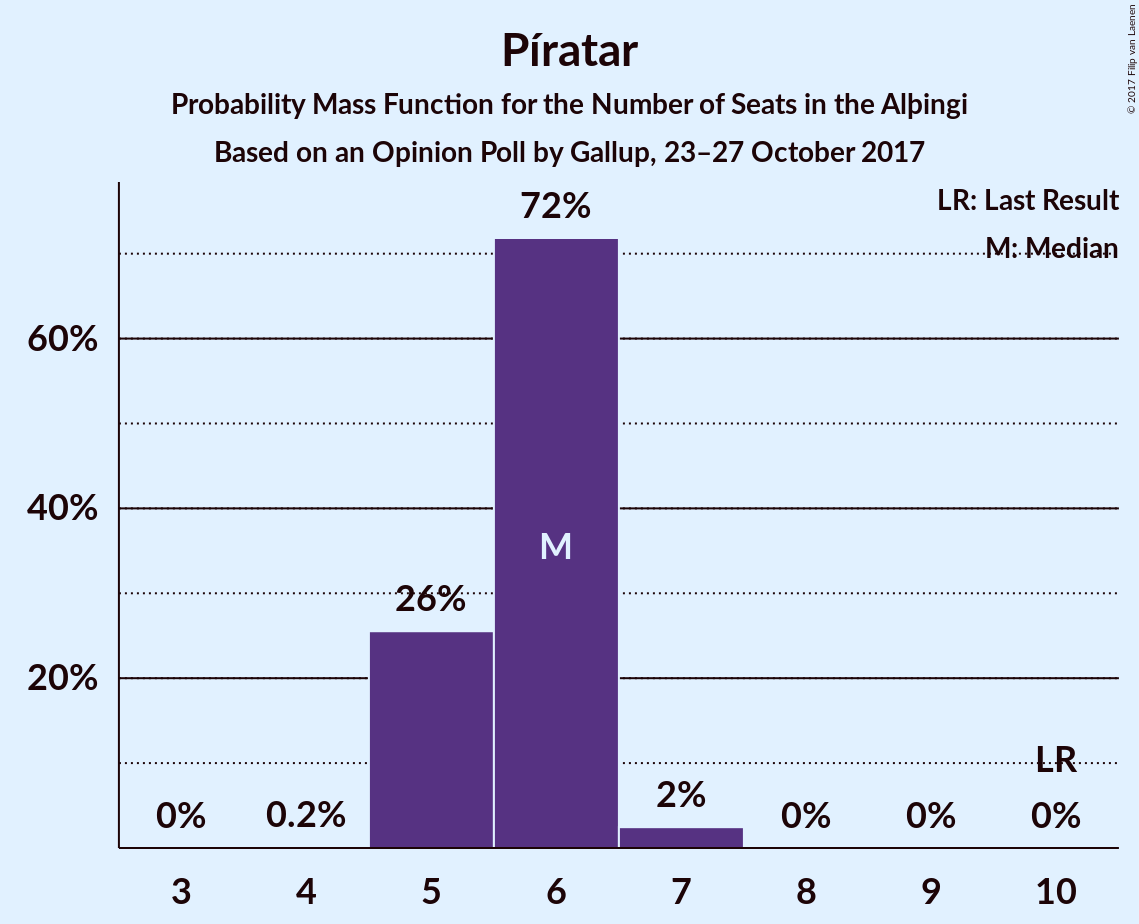 Píratar
Probability Mass Function for the Number of Seats in the Alþingi
Based on an Opinion Poll by Gallup, 23–27 October 2017
© 2017 Filip van Laenen
LR: Last Result
M: Median
72%
60%
40%
20%
M
26%
LR
0%
0.2%
2%
0%
0%
0%
3
4
5
6
7
8
9
10